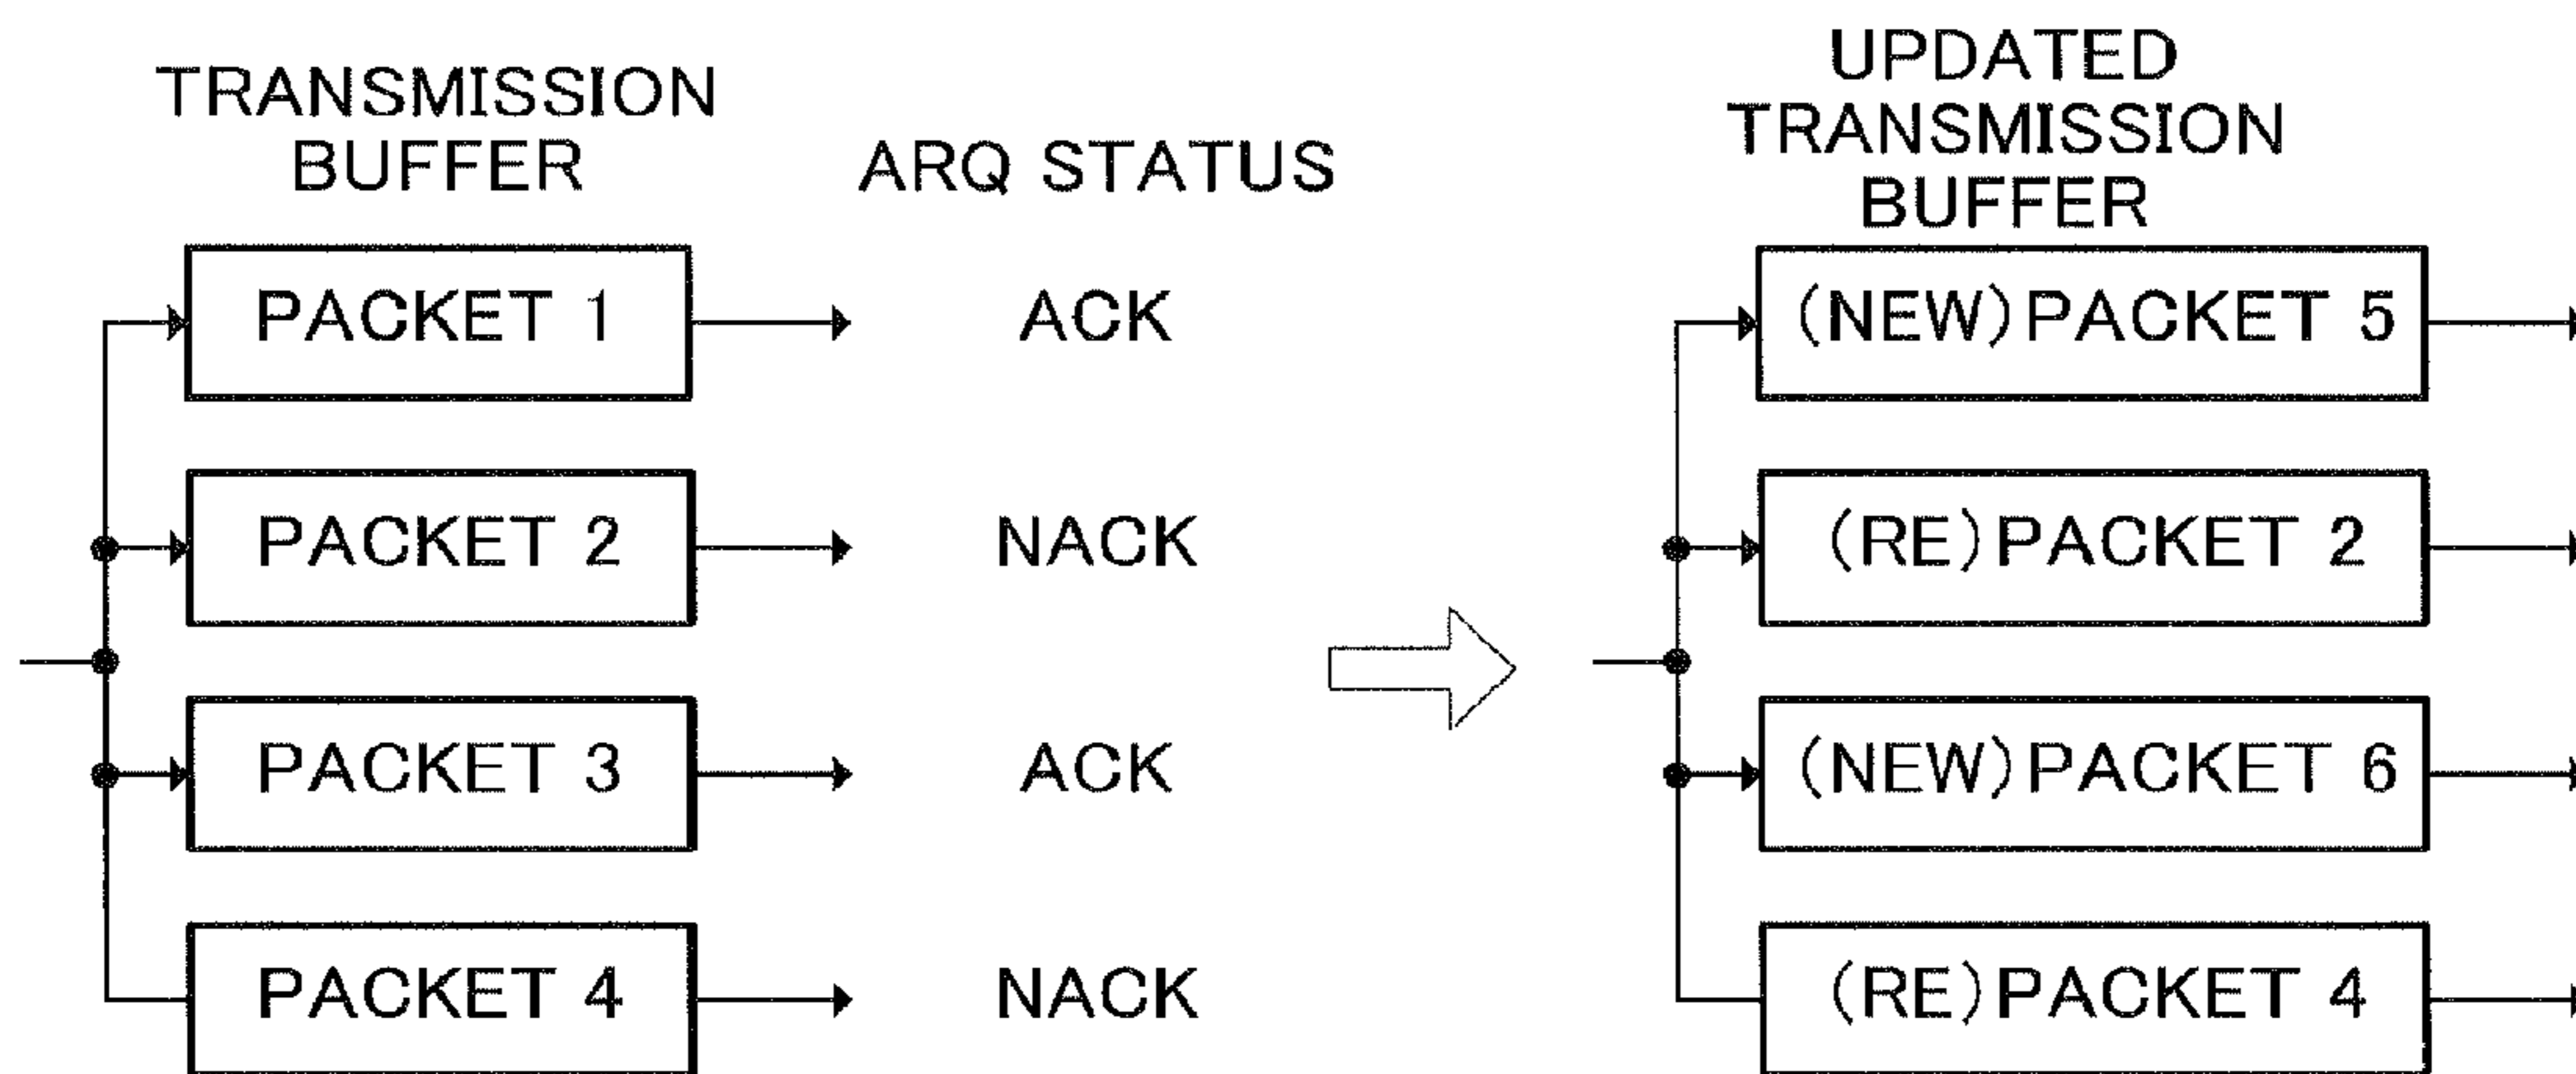 TRANSMISSION
BUFFER
ARQ STATUS
PACKET 1
ACK
PACKET 2
NACK
PACKET 3
ACK
PACKET 4
NACK
UPDATED
TRANSMISSION
BUFFER
(NEW)PACKET 5
(RE)PACKET 2
(NEW)PACKET 6
(RE)PACKET 4